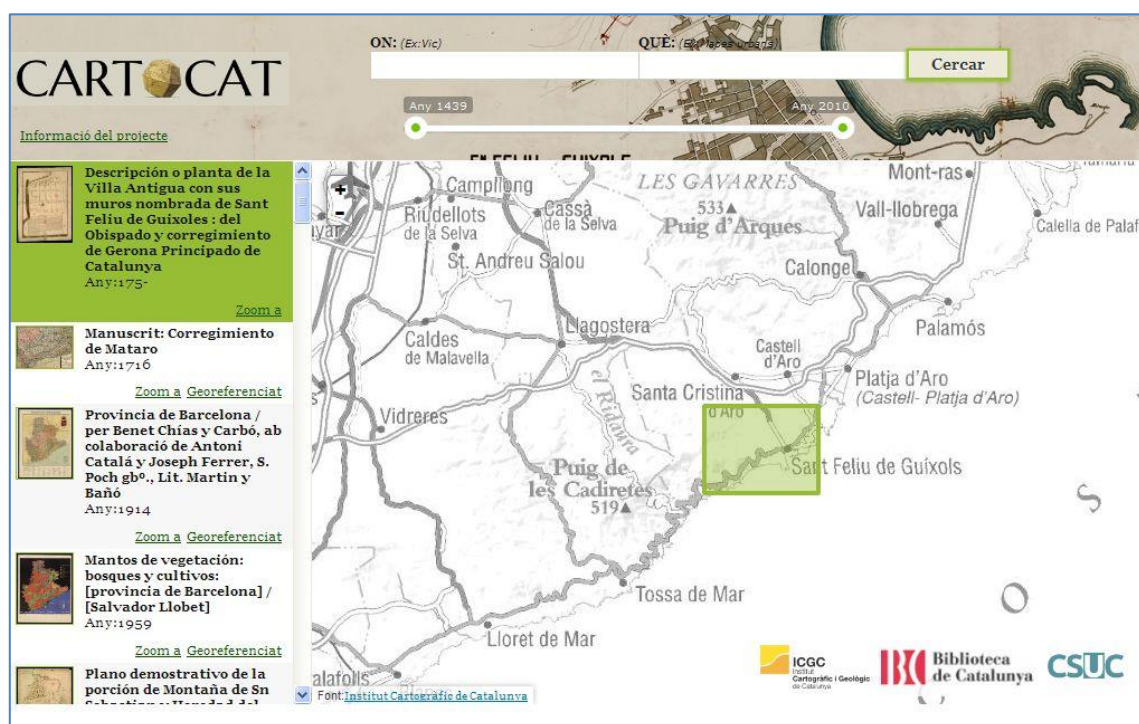 ON: (Ex:Vic)
QUÈ: (Ex:Mapes urbans)
Cercar
CARTOCAT
Any 1439
Any 2010
Informació del projecte
Descripción o planta de la
Villa Antigua con sus
muros nombrada de Sant
Feliu de Guixoles : del
Obispado y corregimiento
de Gerona Principado de
Catalunya
Any:175-
Zoom a
Manuscrit: Corregimiento
de Mataro
Any:1716
Zoom a Georeferenciat
Provincia de Barcelona /
per Benet Chías y Carbó, ab
colaboració de Antoni
Catalá y Joseph Ferrer, S.
Poch gbº., Lit. Martin y
Bañó
Any:1914
Zoom a Georeferenciat
Mantos de vegetación:
bosques y cultivos:
[provincia de Barcelona] /
[Salvador Llobet]
Any:1959
Zoom a Georeferenciat
Plano demostrativo de la
porción de Montaña de Sn
+
-
Campllong
Riudellots
de la Selva
Cassà
de la Selva
St. Andreu Salou
LES GAVARRES
533
Puig d'Arques
Mont-ras
Vall-llobrega
Calella de Palaf
Calonge
Palamós
Llagostera
Caldes
de Malavella
Castell
d'Aro
Santa Cristina
d'Aro
Platja d'Aro
(Castell- Platja d'Aro)
el Ridaura
Vidreres
Puig de
les Cadiretes
519
Sant Feliu de Guíxols
Tossa de Mar
Lloret de Mar
alafolls
S
O
Font:Institut Cartogràfic de Catalunya
ICGC
Institut
Cartogràfic i Geològic
de Catalunya
Biblioteca
de Catalunya
CSUC